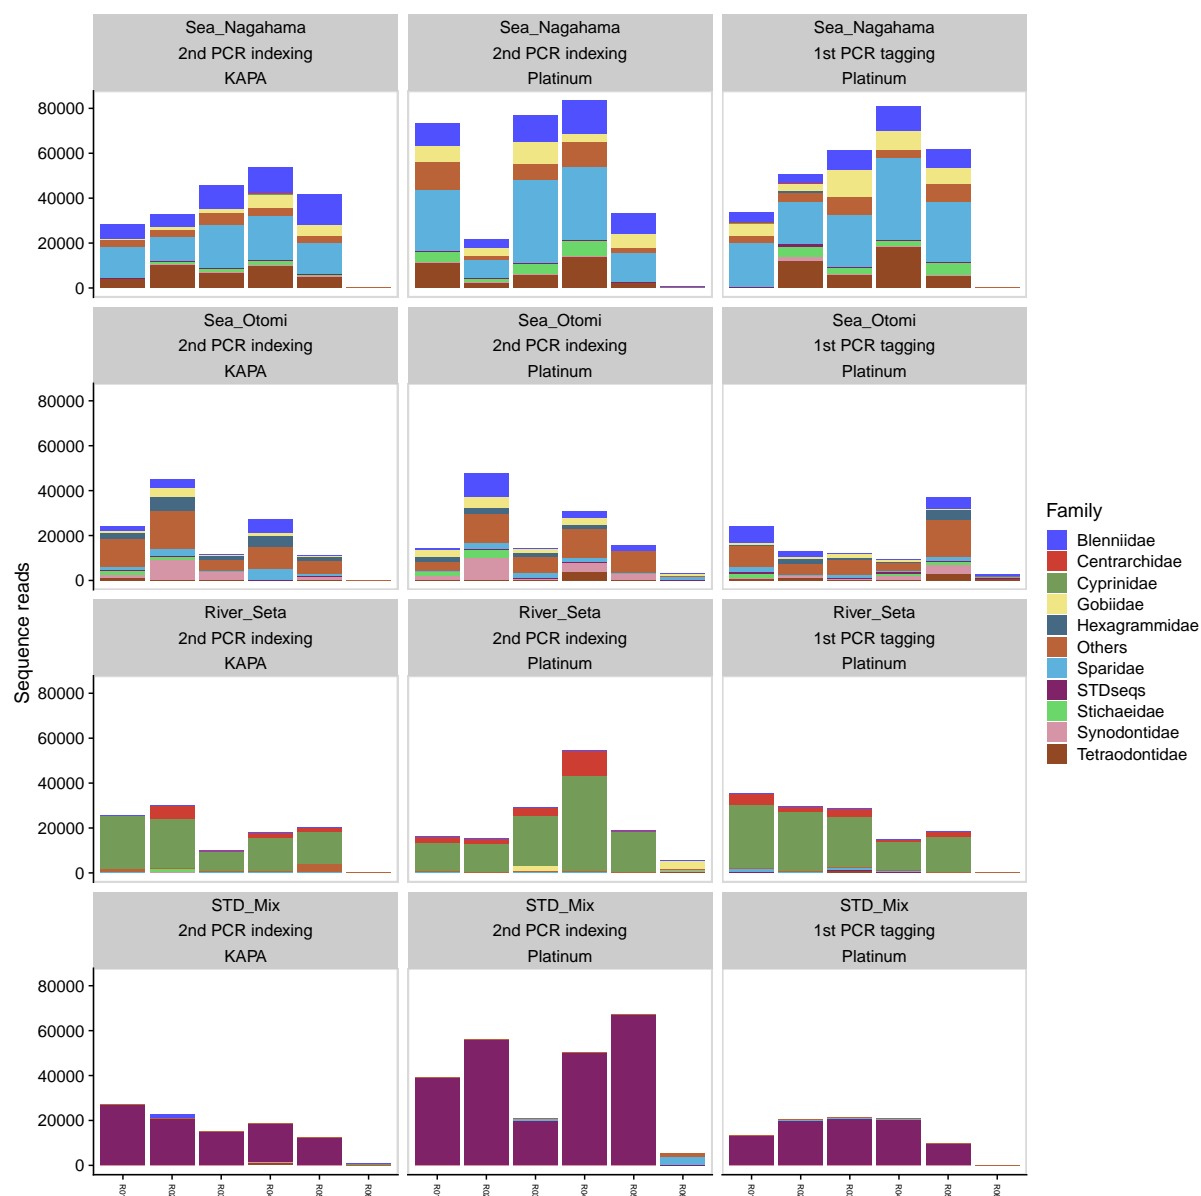 Sea_Nagahama
2nd PCR indexing
KAPA
Sea_Nagahama
2nd PCR indexing
Platinum
Sea_Nagahama
1st PCR tagging
Platinum
80000
60000
40000
20000
0
Sea_Otomi
2nd PCR indexing
KAPA
Sea_Otomi
2nd PCR indexing
Platinum
Sea_Otomi
1st PCR tagging
Platinum
80000
60000
40000
20000
0
River_Seta
2nd PCR indexing
KAPA
River_Seta
2nd PCR indexing
Platinum
River_Seta
1st PCR tagging
Platinum
80000
60000
40000
20000
0
STD_Mix
2nd PCR indexing
KAPA
STD_Mix
2nd PCR indexing
Platinum
STD_Mix
1st PCR tagging
Platinum
80000
60000
40000
20000
0
Sequence reads
Family
Blenniidae
Centrarchidae
Cyprinidae
Gobiidae
Hexagrammidae
Others
Sparidae
STDseqs
Stichaeidae
Synodontidae
Tetraodontidae